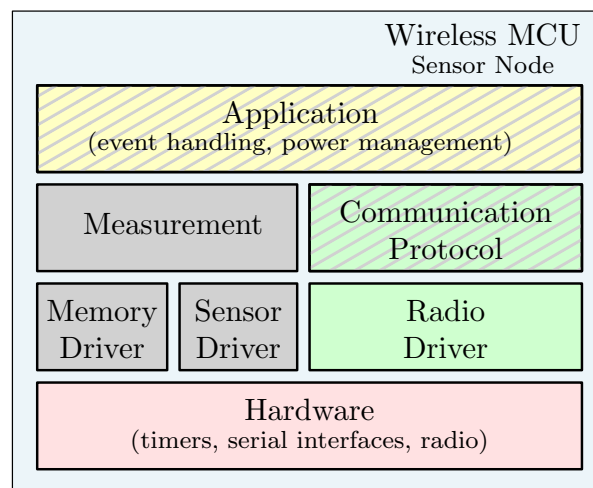 Wireless MCU
Sensor Node
Application
(event handling, power management)
Measurement
Communication
Protocol
Memory
Driver
Sensor
Driver
Radio
Driver
Hardware
(timers, serial interfaces, radio)